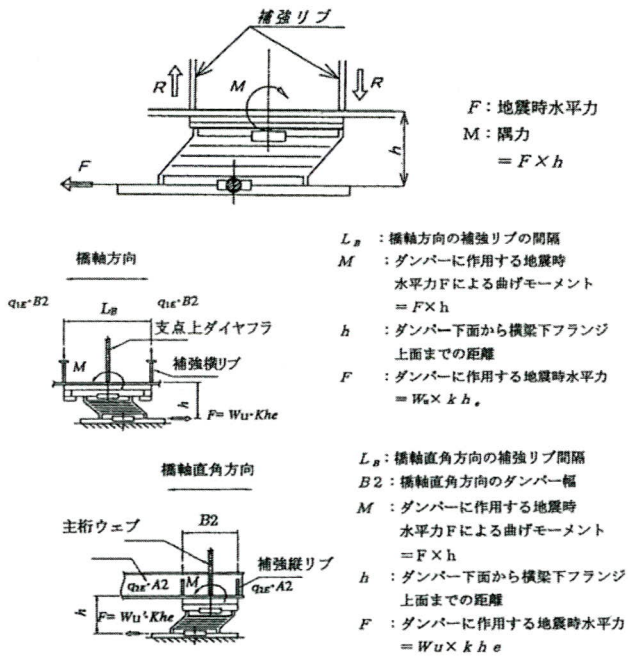 補強リブ
R
M
R
h
F
F：地震時水平力
M：隅力
＝F×h
橋軸方向
q1E・B2
LB
q1E・B2
支点上ダイヤフラ
M
補強横リブ
h
F=WU・Khe
LB：橋軸方向の補強リブの間隔
M：ダンパーに作用する地震時
水平力Fによる曲げモーメント
＝F×h
h：ダンパー下面から横梁下フランジ
上面までの距離
F：ダンパーに作用する地震時水平力
＝Wu×khe
橋軸直角方向
主桁ウェブ
B2
補強縦リブ
q2E・A2
M
q2E・A2
h
F=WU・Khe
LB：橋軸直角方向の補強リブ間隔
B2：橋軸直角方向のダンパー幅
M：ダンパーに作用する地震時
水平力Fによる曲げモーメント
＝F×h
h：ダンパー下面から横梁下フランジ
上面までの距離
F：ダンパーに作用する地震時水平力
＝Wu×khe